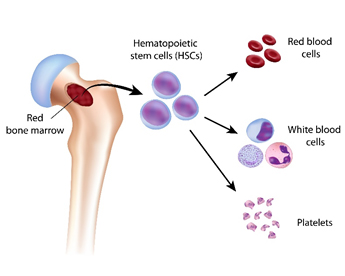 Hematopoietic
stem cells (HSCs)
Red blood
cells
Red
bone marrow
White blood
cells
Platelets